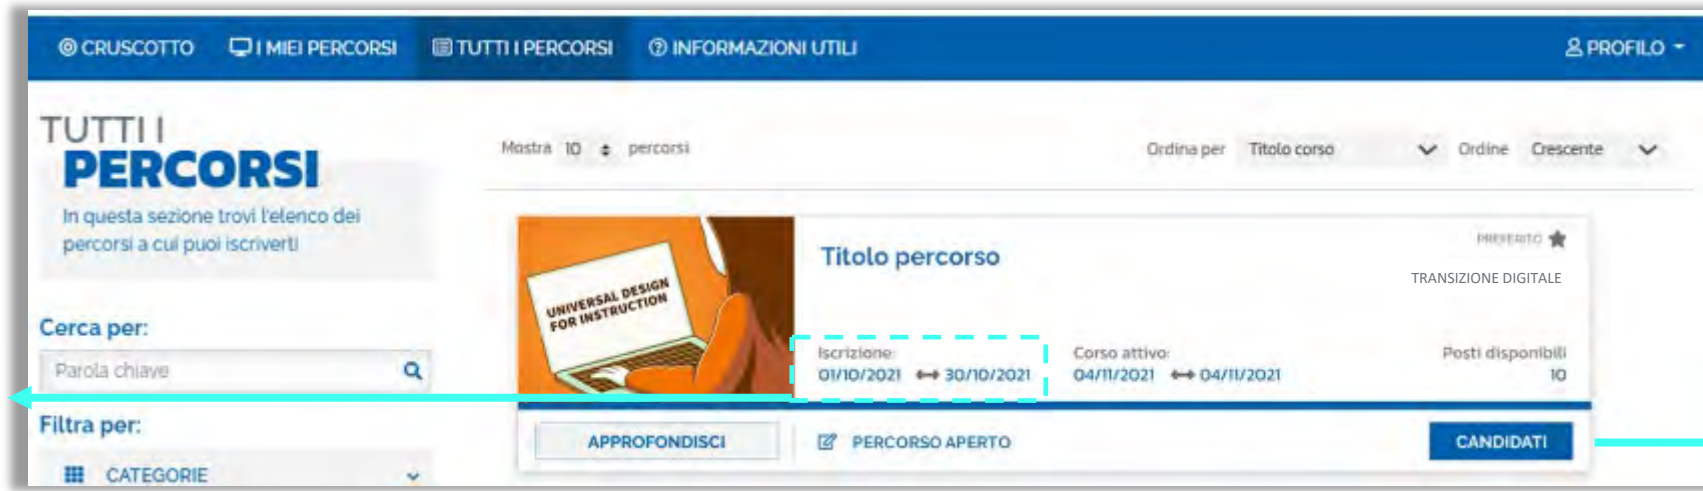 CRUSCOTTO I MIEI PERCORSI TUTTI I PERCORSI INFORMAZIONI UTILI PROFILO
TUTTI I
PERCORSI
In questa sezione trovi l'elenco dei
percorsi a cui puoi iscriverti
Cerca per:
Parola chiave
Filtra per:
CATEGORIE
Mostra 10 percorsi
Ordina per Titolo corso Ordine Crescente
UNIVERSAL DESIGN
FOR INSTRUCTION
Titolo percorso
PREFERITO
TRANSIZIONE DIGITALE
Iscrizione: Corso attivo: Posti disponibili
01/10/2021 30/10/2021 04/11/2021 04/11/2021 10
APPROFONDISCI PERCORSO APERTO CANDIDATI